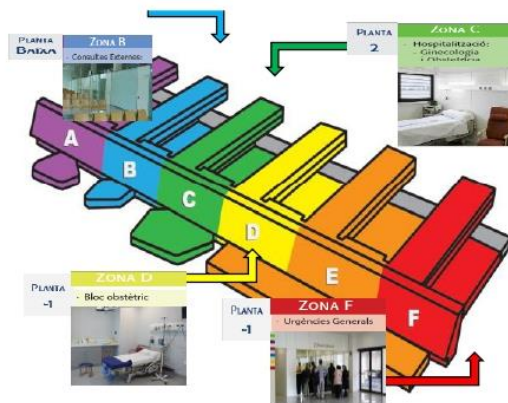 PLANTA
BAIXA
ZONA B
- Consultes Externes:
PLANTA
2
ZONA C
- Hospitalització:
Ginecologia
i Obstetrícia
A
B
C
D
E
F
PLANTA
-1
ZONA D
- Bloc obstètric
PLANTA
-1
ZONA F
- Urgències Generals